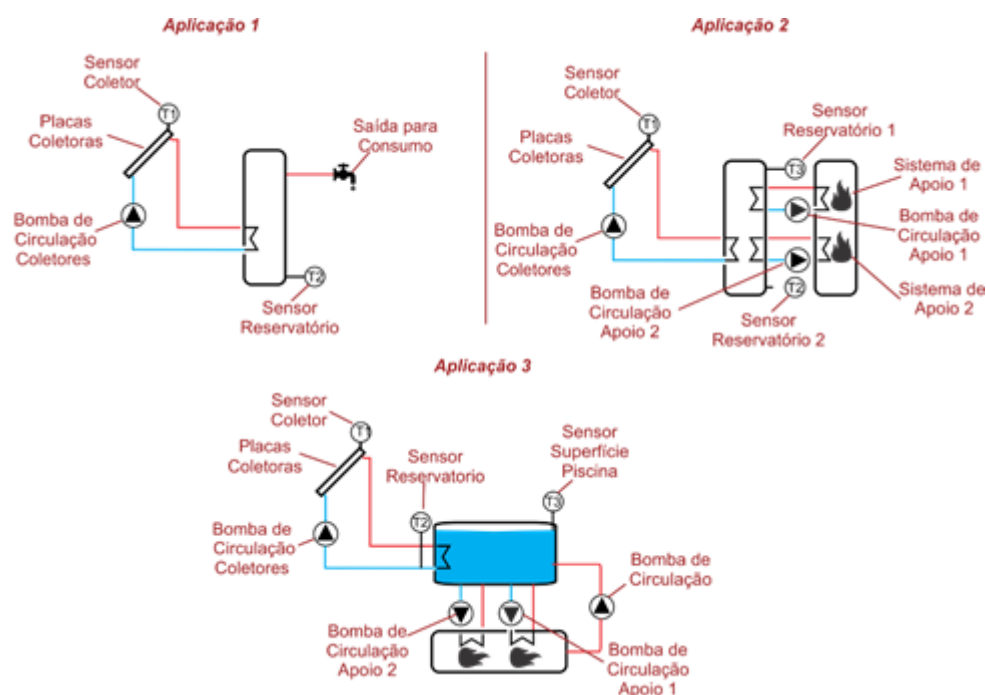 Aplicação 1
Sensor
Coletor
T1
Placas
Coletoras
Saída para
Consumo
Bomba de
Circulação
Coletores
T2
Sensor
Reservatório
Aplicação 2
Sensor
Coletor
T1
Placas
Coletoras
Sensor
Reservatório 1
T3
Sistema de
Apoio 1
Bomba de
Circulação
Coletores
Bomba de
Circulação
Apoio 1
Bomba de
Circulação
Apoio 2
T2
Sensor
Reservatório 2
Sistema de
Apoio 2
Aplicação 3
Sensor
Coletor
T1
Placas
Coletoras
Sensor
Reservatorio
T2
Sensor
Superfície
Piscina
T3
Bomba de
Circulação
Coletores
Bomba de
Circulação
Bomba de
Circulação
Apoio 2
Bomba de
Circulação
Apoio 1